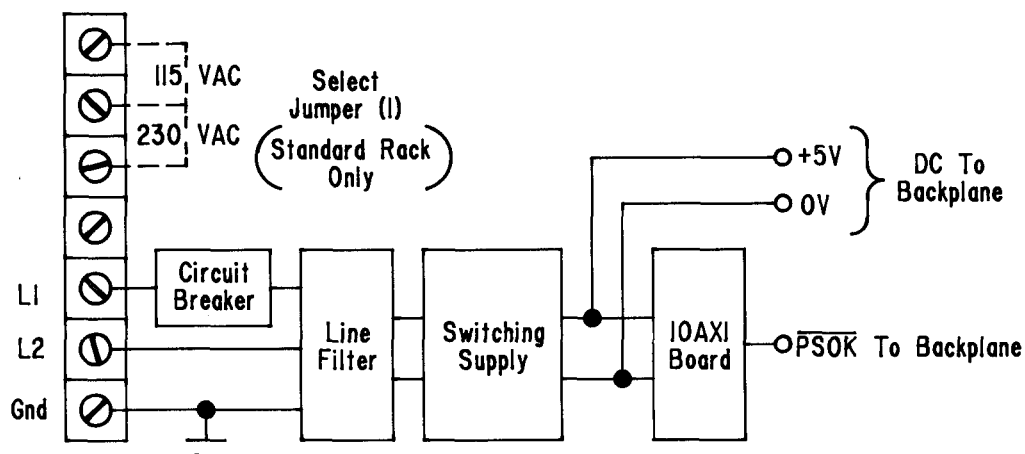 115 VAC
230 VAC
Select
Jumper (1)
(Standard Rack
Only)
+5V
0V
DC To
Backplane
L1
L2
Gnd
Circuit
Breaker
Line
Filter
Switching
Supply
IOAXI
Board
PSOK To Backplane